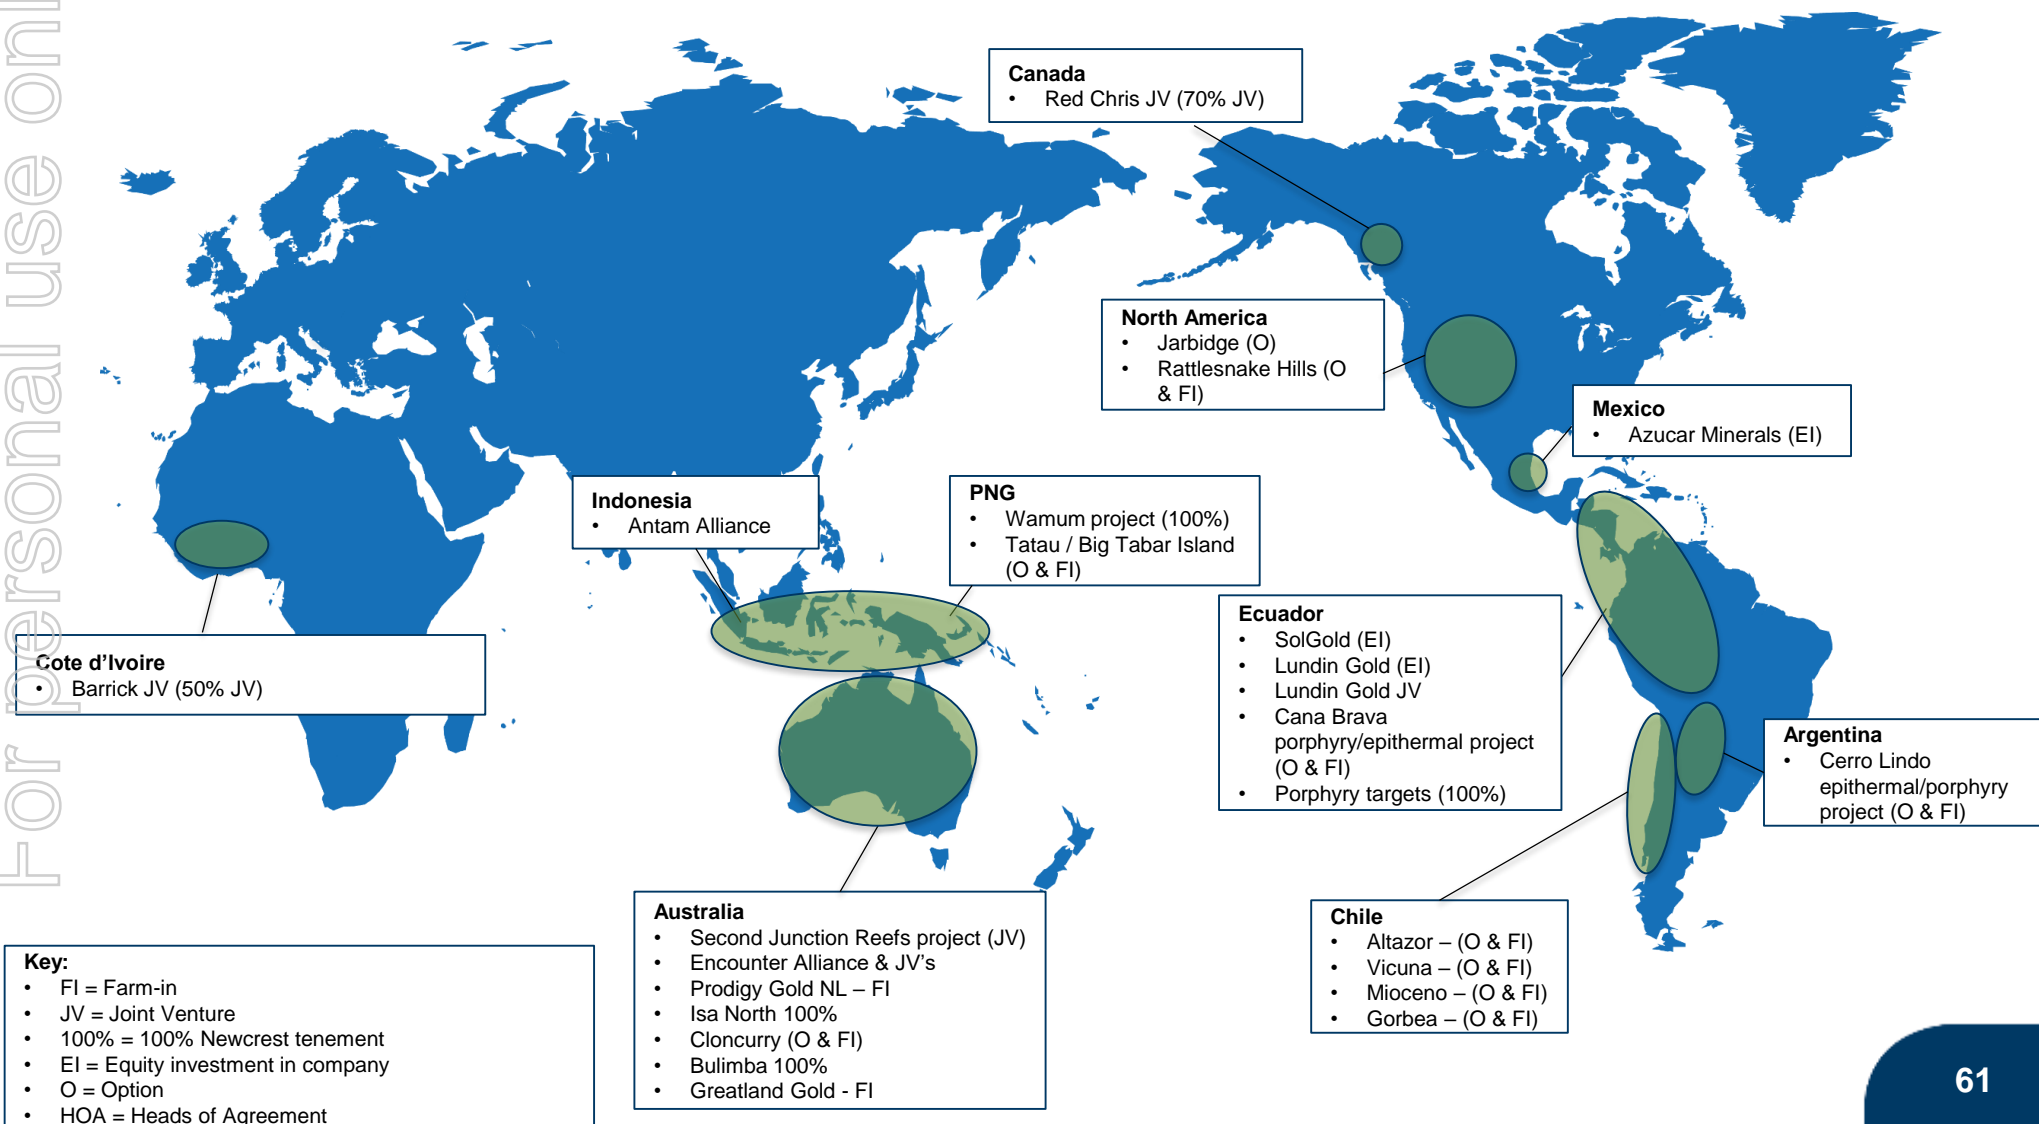 For personal use onl
Canada
• Red Chris JV (70% JV)
North America
• Jarbidge (O)
• Rattlesnake Hills (O
& FI)
Mexico
• Azucar Minerals (EI)
Indonesia
• Antam Alliance
PNG
• Wamum project (100%)
• Tatau / Big Tabar Island
(O & FI)
Ecuador
• SolGold (EI)
• Lundin Gold (EI)
• Lundin Gold JV
• Cana Brava
porphyry/epithermal project
(O & FI)
• Porphyry targets (100%)
Cote d’Ivoire
• Barrick JV (50% JV)
Argentina
• Cerro Lindo
epithermal/porphyry
project (O & FI)
Australia
• Second Junction Reefs project (JV)
• Encounter Alliance & JV’s
• Prodigy Gold NL – FI
• Isa North 100%
• Cloncurry (O & FI)
• Bulimba 100%
• Greatland Gold - FI
Chile
• Altazor – (O & FI)
• Vicuna – (O & FI)
• Mioceno – (O & FI)
• Gorbea – (O & FI)
Key:
• FI = Farm-in
• JV = Joint Venture
• 100% = 100% Newcrest tenement
• EI = Equity investment in company
• O = Option
• HOA = Heads of Agreement
61